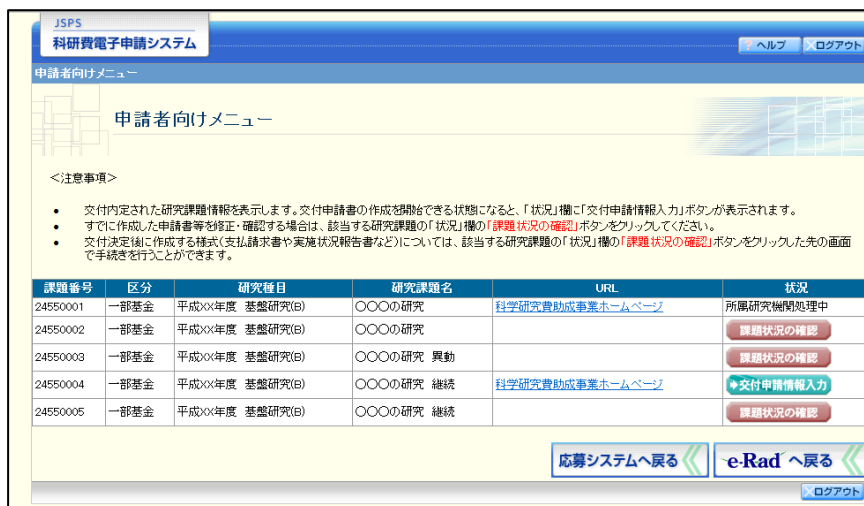 JSPS
科研費電子申請システム
? ヘルプ ×ログアウト
申請者向けメニュー
申請者向けメニュー
<注意事項>
• 交付内定された研究課題情報を表示します。交付申請書の作成を開始できる状態になると、「状況」欄に「交付申請情報入力」ボタンが表示されます。
• すでに作成した申請書等を修正・確認する場合は、該当する研究課題の「状況」欄の「課題状況の確認」ボタンをクリックしてください。
• 交付決定後に作成する様式(支払請求書や実施状況報告書など)については、該当する研究課題の「状況」欄の「課題状況の確認」ボタンをクリックした先の画面
で手続きを行うことができます。
課題番号 区分 研究種目 研究課題名 URL 状況
24550001 一部基金 平成XX年度 基盤研究(B) 〇〇〇の研究 科学研究費助成事業ホームページ 所属研究機関処理中
24550002 一部基金 平成XX年度 基盤研究(B) 〇〇〇の研究 課題状況の確認
24550003 一部基金 平成XX年度 基盤研究(B) 〇〇〇の研究 異動 課題状況の確認
24550004 一部基金 平成XX年度 基盤研究(B) 〇〇〇の研究 継続 科学研究費助成事業ホームページ 交付申請情報入力
24550005 一部基金 平成XX年度 基盤研究(B) 〇〇〇の研究 継続 課題状況の確認
応募システムへ戻る e-Rad へ戻る
×ログアウト